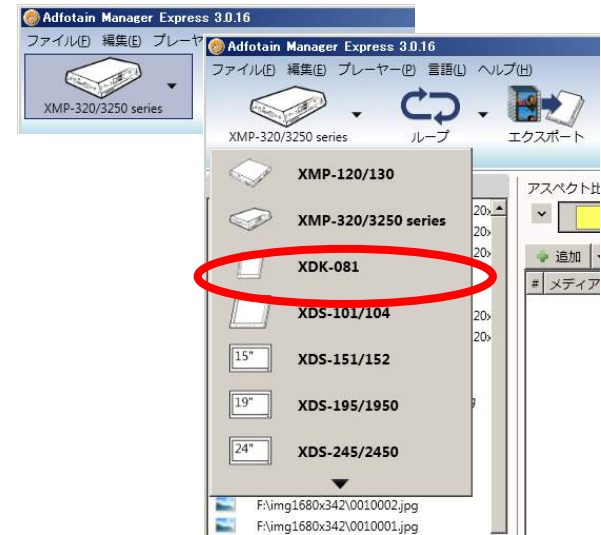 Adfotain Manager Express 3.0.16
ファイル(F) 編集(E) プレーヤ
XMP-320/3250 series
Adfotain Manager Express 3.0.16
ファイル(F) 編集(E) プレーヤー(P) 言語(L) ヘルプ(H)
XMP-320/3250 series ループ エクスポート
XMP-120/130
アスペクト比
XMP-320/3250 series
20x
20x
XDK-081
20x
追加
# メディア
XDS-101/104
20x
20x
15" XDS-151/152
19" XDS-195/1950
24" XDS-245/2450
F:\img1680x342\0010002.jpg
F:\img1680x342\0010001.jpg